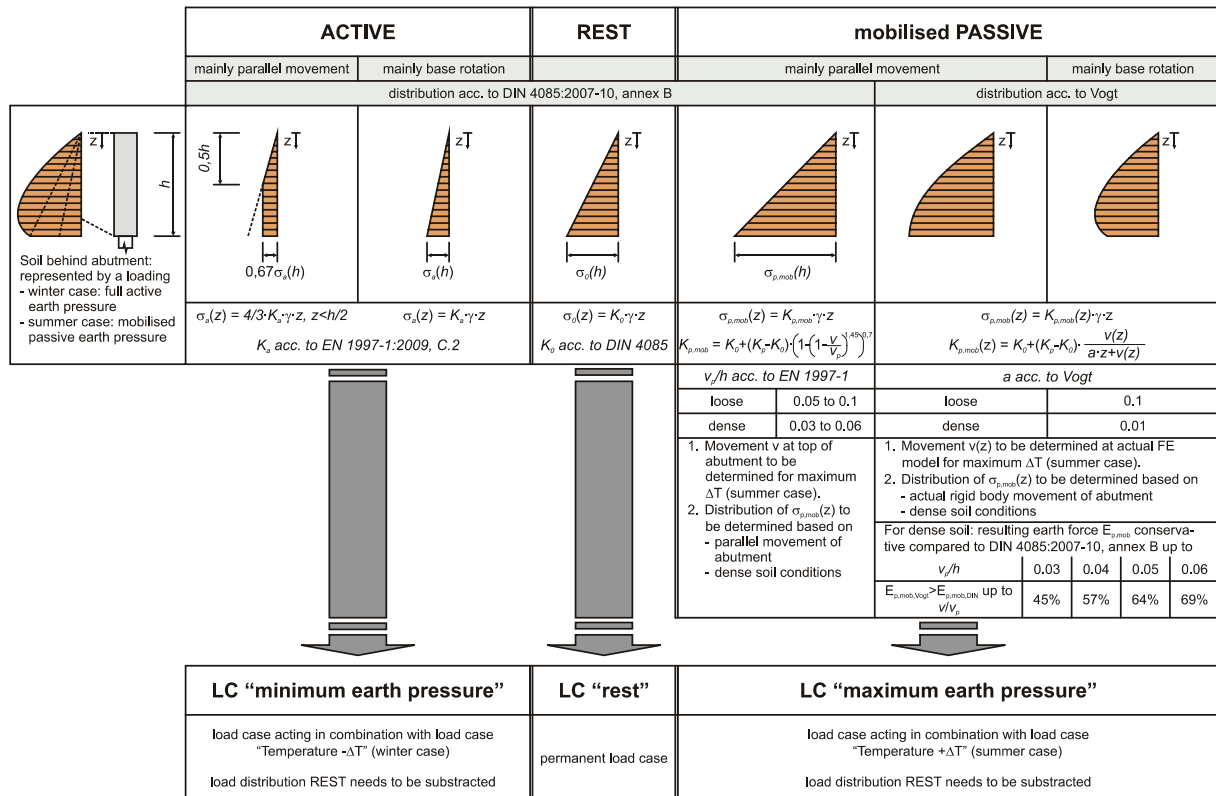 ACTIVE
REST
mobilised PASSIVE
mainly parallel movement
mainly base rotation
mainly parallel movement
mainly base rotation
distribution acc. to DIN 4085:2007-10, annex B
distribution acc. to Vogt
z
h
Soil behind abutment:
represented by a loading
- winter case: full active
earth pressure
- summer case: mobilised
passive earth pressure
0,5h
z
0,67σa(h)
z
σa(h)
z
σ0(h)
z
σp,mob(h)
z
z
σa(z) = 4/3·Ka·γ·z, z<h/2
σa(z) = Ka·γ·z
Ka acc. to EN 1997-1:2009, C.2
σ0(z) = K0·γ·z
K0 acc. to DIN 4085
σp,mob(z) = Kp,mob·γ·z
Kp,mob = K0+(Kp-K0)·(1-(1-v/vp)^1,45)^0,7
σp,mob(z) = Kp,mob(z)·γ·z
Kp,mob(z) = K0+(Kp-K0)· v(z)/(a·z+v(z))
vp/h acc. to EN 1997-1
loose 0.05 to 0.1
dense 0.03 to 0.06
a acc. to Vogt
loose 0.1
dense 0.01
1. Movement v at top of
abutment to be
determined for maximum
ΔT (summer case).
2. Distribution of σp,mob(z) to
be determined based on
- parallel movement of
abutment
- dense soil conditions
1. Movement v(z) to be determined at actual FE
model for maximum ΔT (summer case).
2. Distribution of σp,mob(z) to be determined based on
- actual rigid body movement of abutment
- dense soil conditions
For dense soil: resulting earth force Ep,mob conserva-
tive compared to DIN 4085:2007-10, annex B up to
vp/h 0.03 0.04 0.05 0.06
Ep,mob,Vogt>Ep,mob,DIN up to
v/vp 45% 57% 64% 69%
LC “minimum earth pressure”
LC “rest”
LC “maximum earth pressure”
load case acting in combination with load case
“Temperature -ΔT” (winter case)
load distribution REST needs to be substracted
permanent load case
load case acting in combination with load case
“Temperature +ΔT” (summer case)
load distribution REST needs to be substracted